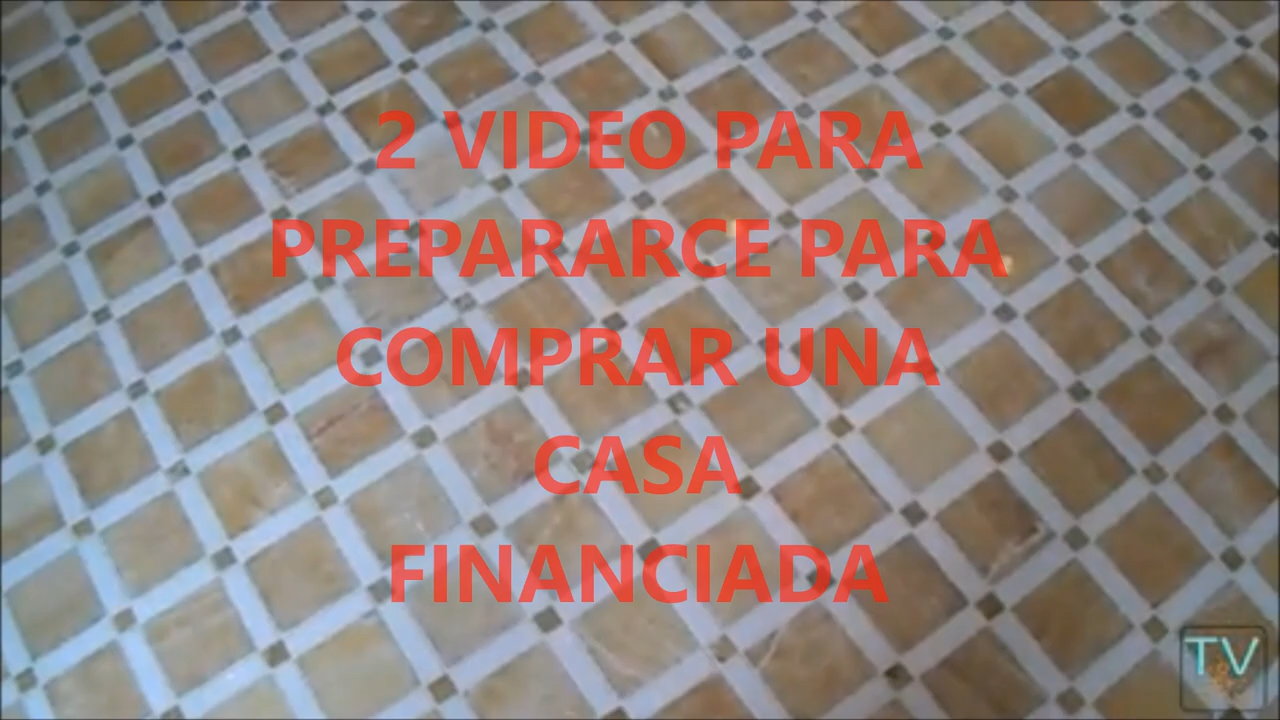 2 VIDEO PARA
PREPARARCE PARA
COMPRAR UNA
CASA
FINANCIADA
TV